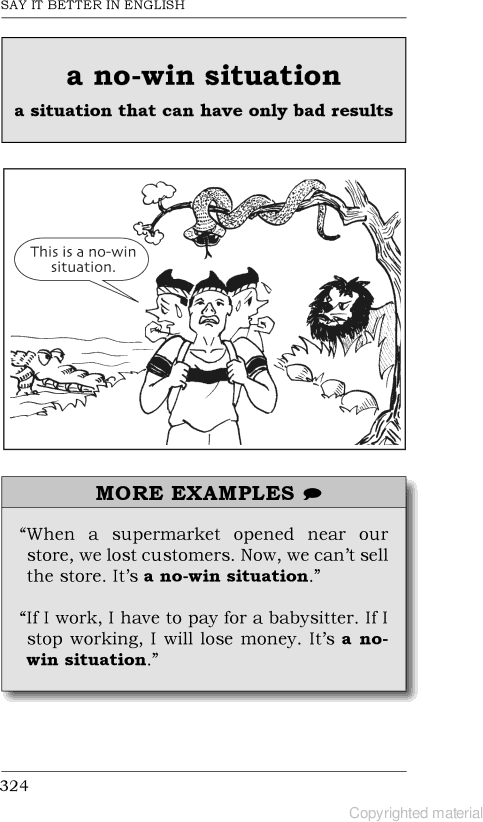 SAY IT BETTER IN ENGLISH
a no-win situation
a situation that can have only bad results
This is a no-win
situation.
MORE EXAMPLES
“When a supermarket opened near our
store, we lost customers. Now, we can’t sell
the store. It’s a no-win situation.”
“If I work, I have to pay for a babysitter. If I
stop working, I will lose money. It’s a no-
win situation.”
324
Copyrighted material